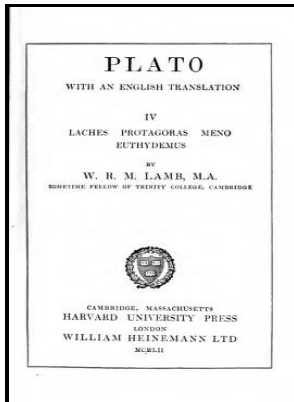 PLATO
WITH AN ENGLISH TRANSLATION
IV
LACHES PROTAGORAS MENO
EUTHYDEMUS
BY
W. R. M. LAMB, M.A.
SOMETIME FELLOW OF TRINITY COLLEGE, CAMBRIDGE
CAMBRIDGE, MASSACHUSETTS
HARVARD UNIVERSITY PRESS
LONDON
WILLIAM HEINEMANN LTD
MCMLII